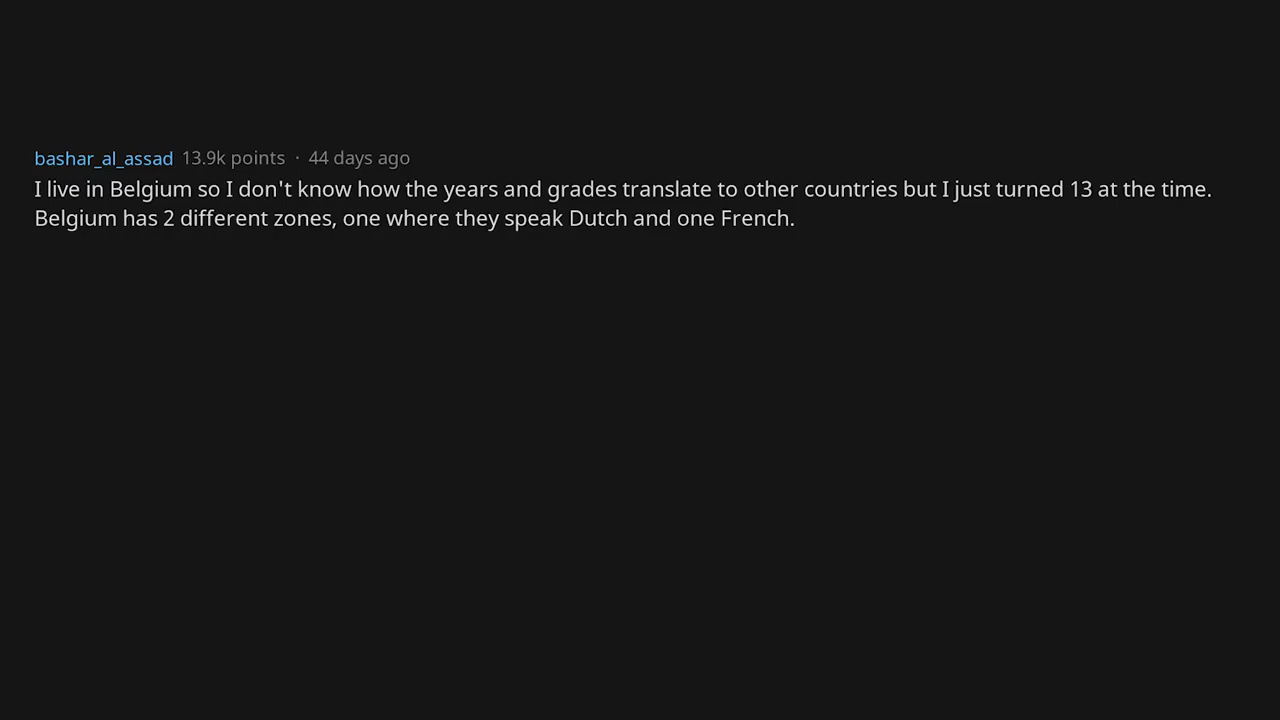 bashar_al_assad 13.9k points · 44 days ago
I live in Belgium so I don't know how the years and grades translate to other countries but I just turned 13 at the time.
Belgium has 2 different zones, one where they speak Dutch and one French.